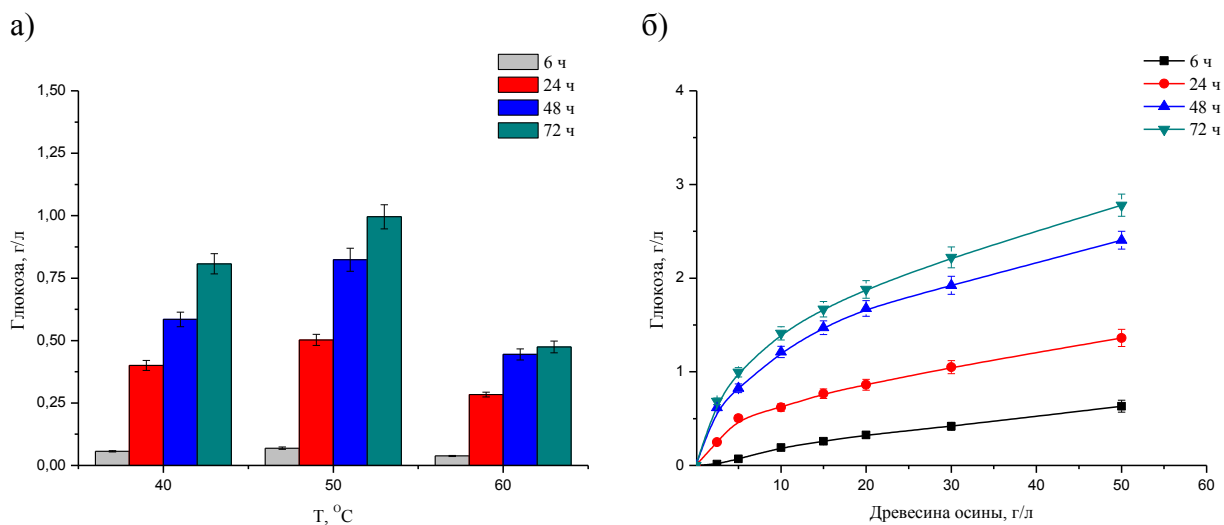 а)
6 ч
24 ч
48 ч
72 ч
1,50
1,25
1,00
0,75
0,50
0,25
0,00
Глюкоза, г/л
40 50 60
Т, °С
б)
6 ч
24 ч
48 ч
72 ч
4
3
2
1
0
Глюкоза, г/л
10 20 30 40 50 60
Древесина осины, г/л